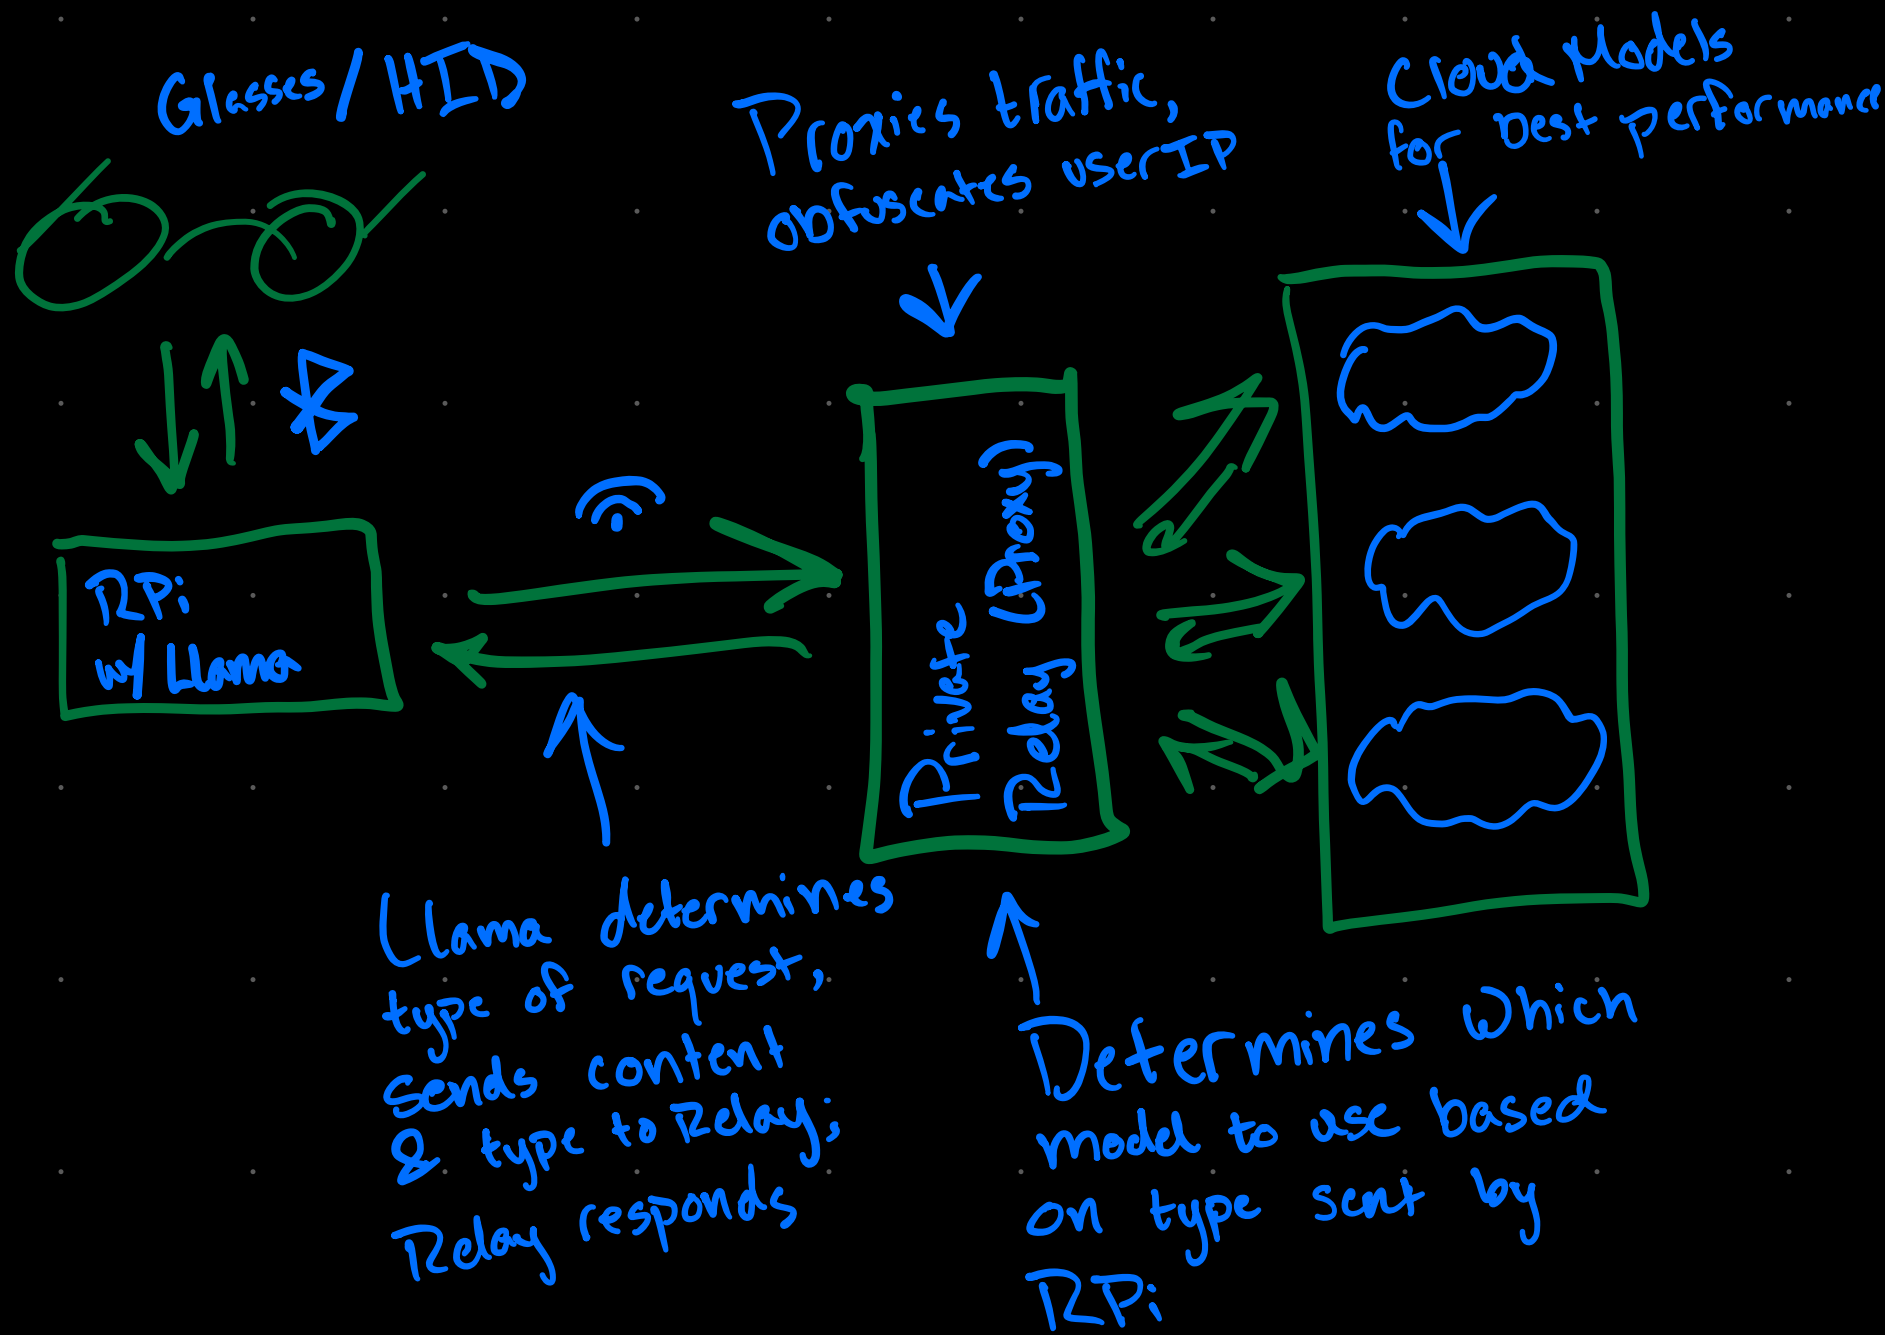 Glasses/HID
Proxies traffic,
obfuscates user IP
Cloud Models
for best performance
RPi
w/ Llama
Private
Relay (Proxy)
Llama determines
type of request,
sends content
& type to Relay;
Relay responds
Determines which
model to use based
on type sent by
RPi